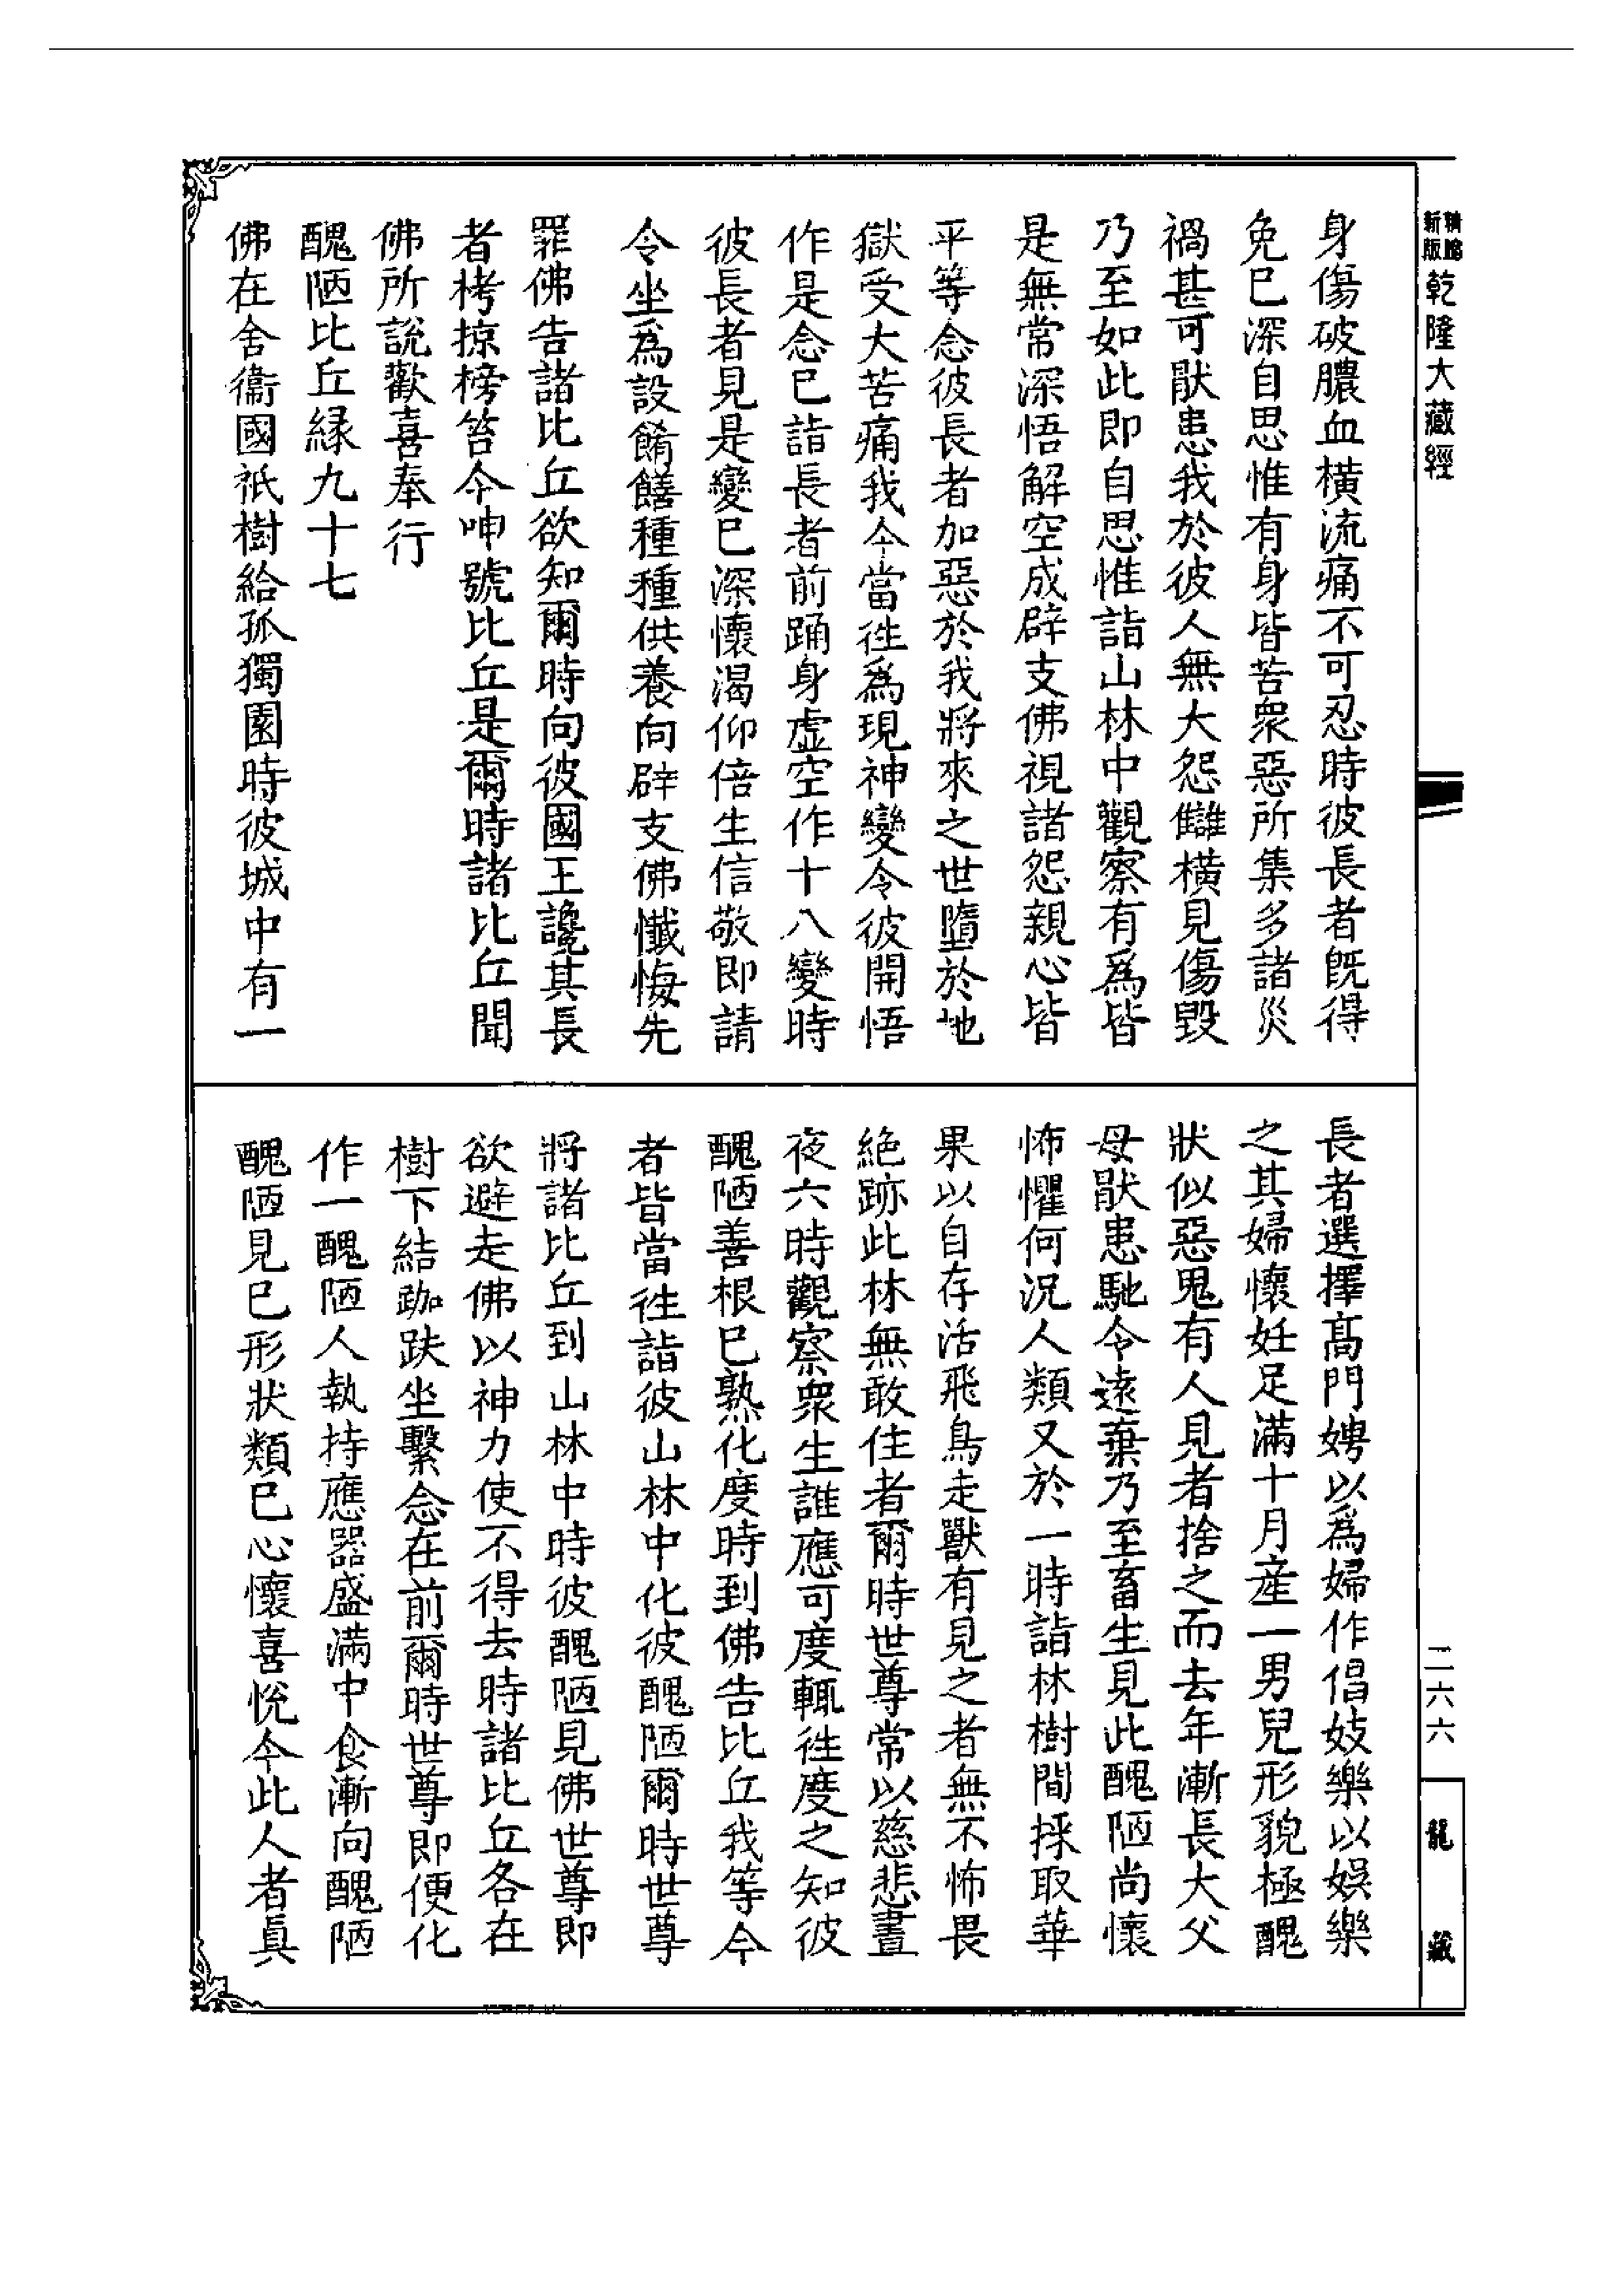 精縮新版
乾隆大藏經
身傷破膿血橫流痛不可忍時彼長者既得
免已深自思惟有身皆苦衆惡所集多諸災
禍甚可猒患我於彼人無大怨讎橫見傷毀
乃至如此即自思惟詣山林中觀察有爲皆
是無常深悟解空成辟支佛視諸怨親心皆
平等念彼長者加惡於我將來之世墮於地
獄受大苦痛我今當徃爲現神變令彼開悟
作是念已詣長者前踊身虛空作十八變時
彼長者見是變已深懷渴仰倍生信敬即請
令坐爲設餚饍種種供養向辟支佛懺悔先
罪佛告諸比丘欲知爾時向彼國王讒其長
者栲掠榜笞今呻號比丘是爾時諸比丘聞
佛所說歡喜奉行
醜陋比丘緣九十七
佛在舍衞國祇樹給孤獨園時彼城中有一
長者選擇高門娉以爲婦作倡妓樂以娛樂
之其婦懷妊足滿十月産一男兒形貌極醜
狀似惡鬼有人見者捨之而去年漸長大父
母猒患馳令遠棄乃至畜生見此醜陋尚懷
怖懼何況人類又於一時詣林樹間採取華
果以自存活飛鳥走獸有見之者無不怖畏
絶跡此林無敢住者爾時世尊常以慈悲晝
夜六時觀察衆生誰應可度輒徃度之知彼
醜陋善根已熟化度時到佛告比丘我等今
者皆當徃詣彼山林中化彼醜陋爾時世尊
將諸比丘到山林中時彼醜陋見佛世尊即
欲避走佛以神力使不得去時諸比丘各在
樹下結跏趺坐繫念在前爾時世尊即便化
作一醜陋人執持應器盛滿中食漸向醜陋
醜陋見已形狀類已心懷喜悅今此人者真
二六六
龍藏